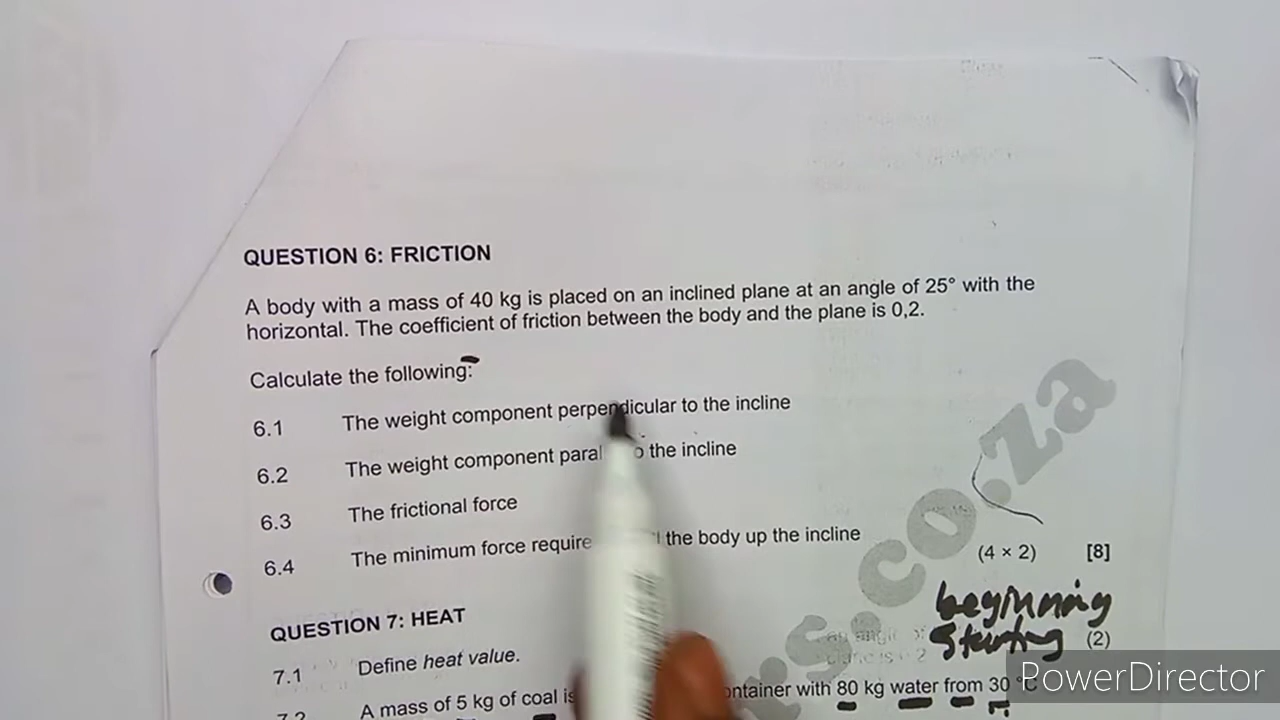 QUESTION 6: FRICTION
A body with a mass of 40 kg is placed on an inclined plane at an angle of 25° with the
horizontal. The coefficient of friction between the body and the plane is 0,2.
Calculate the following:
6.1 The weight component perpendicular to the incline
6.2 The weight component paral o the incline
6.3 The frictional force
6.4 The minimum force require the body up the incline
(4 × 2) [8]
beginning
QUESTION 7: HEAT
starting (2)
7.1 Define heat value.
7.2 A mass of 5 kg of coal is ontainer with 80 kg water from 30 °C
s.co.za
PowerDirector